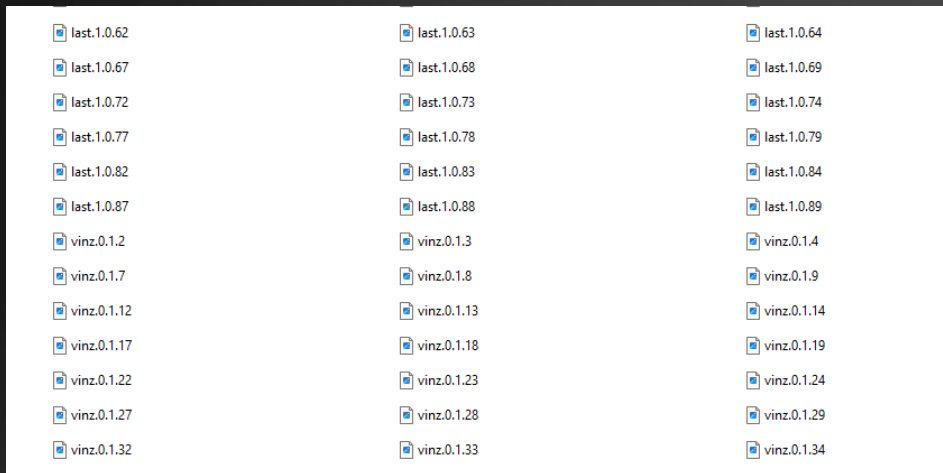 last.1.0.62 last.1.0.63 last.1.0.64
last.1.0.67 last.1.0.68 last.1.0.69
last.1.0.72 last.1.0.73 last.1.0.74
last.1.0.77 last.1.0.78 last.1.0.79
last.1.0.82 last.1.0.83 last.1.0.84
last.1.0.87 last.1.0.88 last.1.0.89
vinz.0.1.2 vinz.0.1.3 vinz.0.1.4
vinz.0.1.7 vinz.0.1.8 vinz.0.1.9
vinz.0.1.12 vinz.0.1.13 vinz.0.1.14
vinz.0.1.17 vinz.0.1.18 vinz.0.1.19
vinz.0.1.22 vinz.0.1.23 vinz.0.1.24
vinz.0.1.27 vinz.0.1.28 vinz.0.1.29
vinz.0.1.32 vinz.0.1.33 vinz.0.1.34